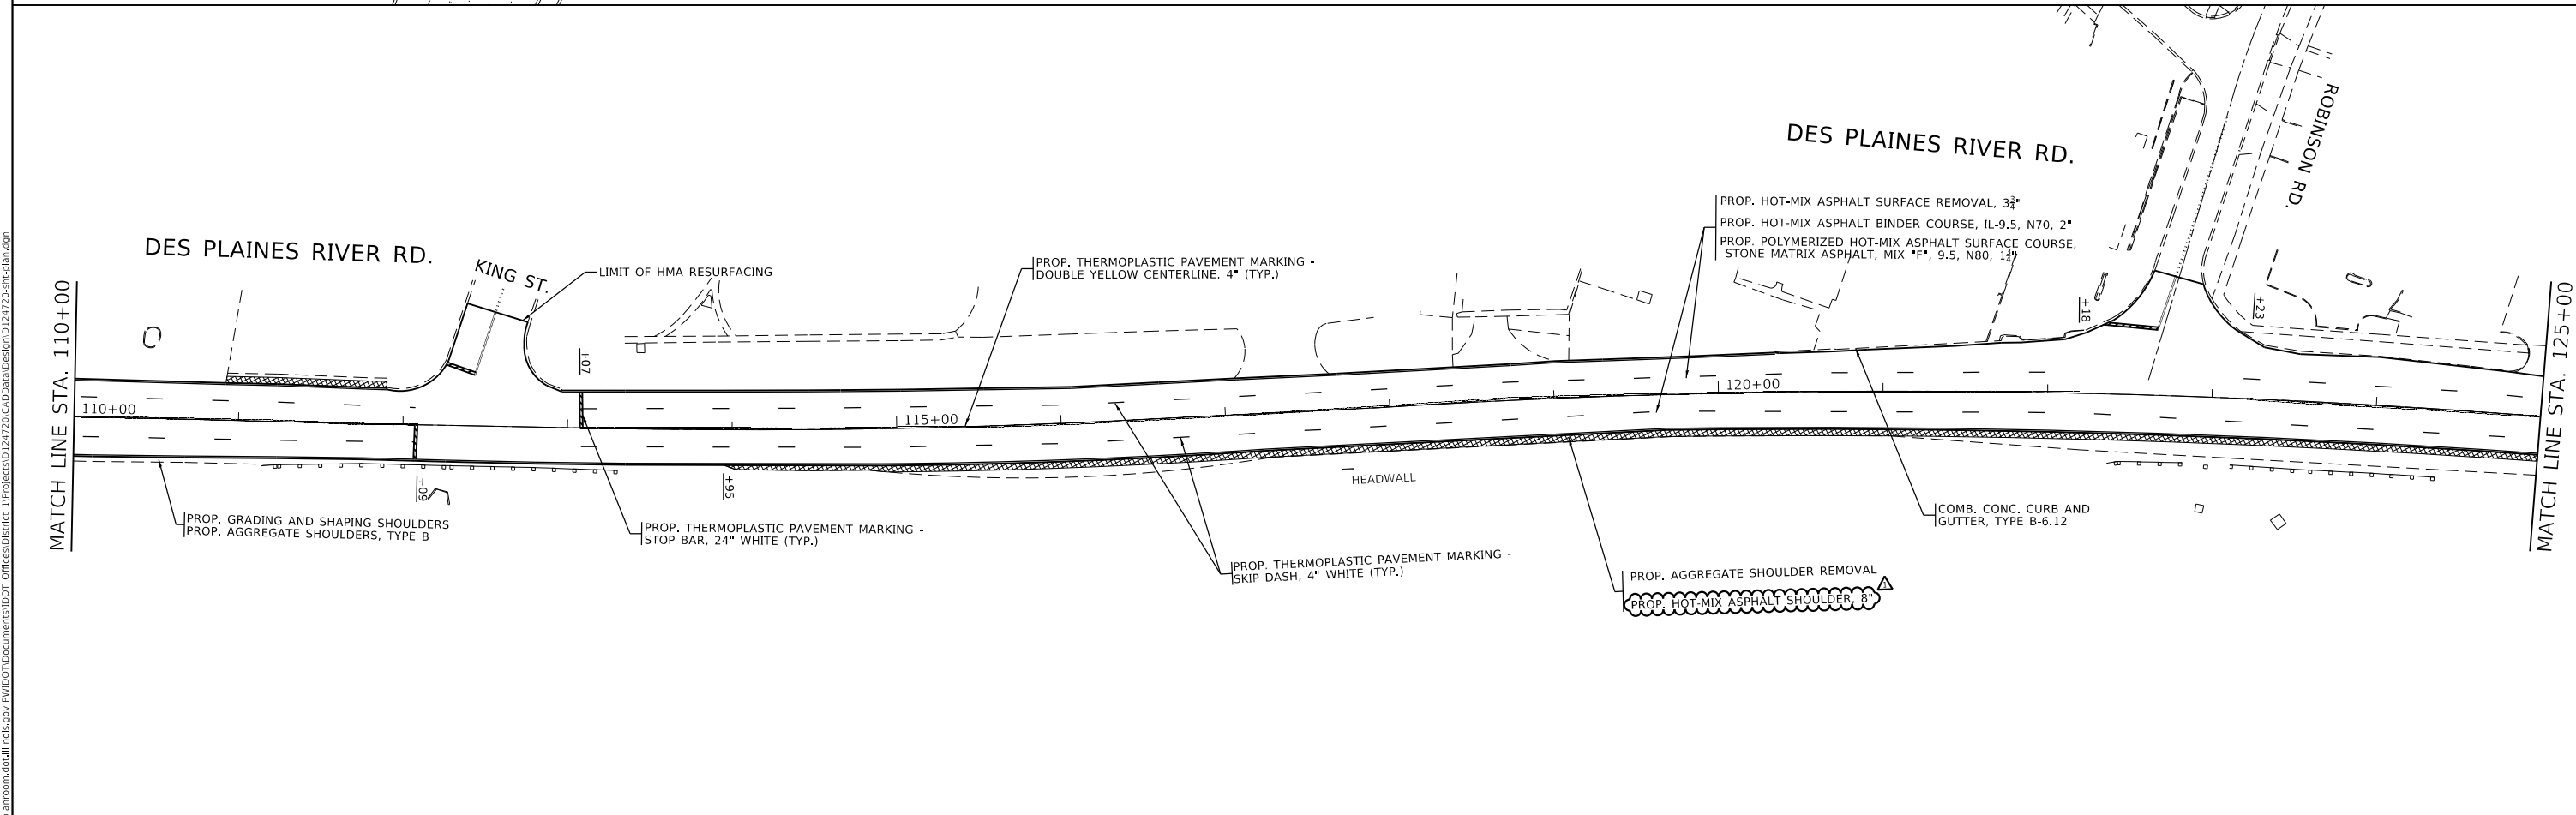 DES PLAINES RIVER RD.
ROBINSON RD.
PROP. HOT-MIX ASPHALT SURFACE REMOVAL, 3¾"
PROP. HOT-MIX ASPHALT BINDER COURSE, IL-9.5, N70, 2"
PROP. POLYMERIZED HOT-MIX ASPHALT SURFACE COURSE,
STONE MATRIX ASPHALT, MIX "F", 9.5, N80, 1¾"
DES PLAINES RIVER RD.
KING ST.
LIMIT OF HMA RESURFACING
PROP. THERMOPLASTIC PAVEMENT MARKING -
DOUBLE YELLOW CENTERLINE, 4" (TYP.)
MATCH LINE STA. 110+00
+07
+18
+23
MATCH LINE STA. 125+00
110+00
115+00
120+00
+09
+95
HEADWALL
PROP. GRADING AND SHAPING SHOULDERS
PROP. AGGREGATE SHOULDERS, TYPE B
PROP. THERMOPLASTIC PAVEMENT MARKING -
STOP BAR, 24" WHITE (TYP.)
PROP. THERMOPLASTIC PAVEMENT MARKING -
SKIP DASH, 4" WHITE (TYP.)
COMB. CONC. CURB AND
GUTTER, TYPE B-6.12
PROP. AGGREGATE SHOULDER REMOVAL
1
PROP. HOT-MIX ASPHALT SHOULDER, 8"